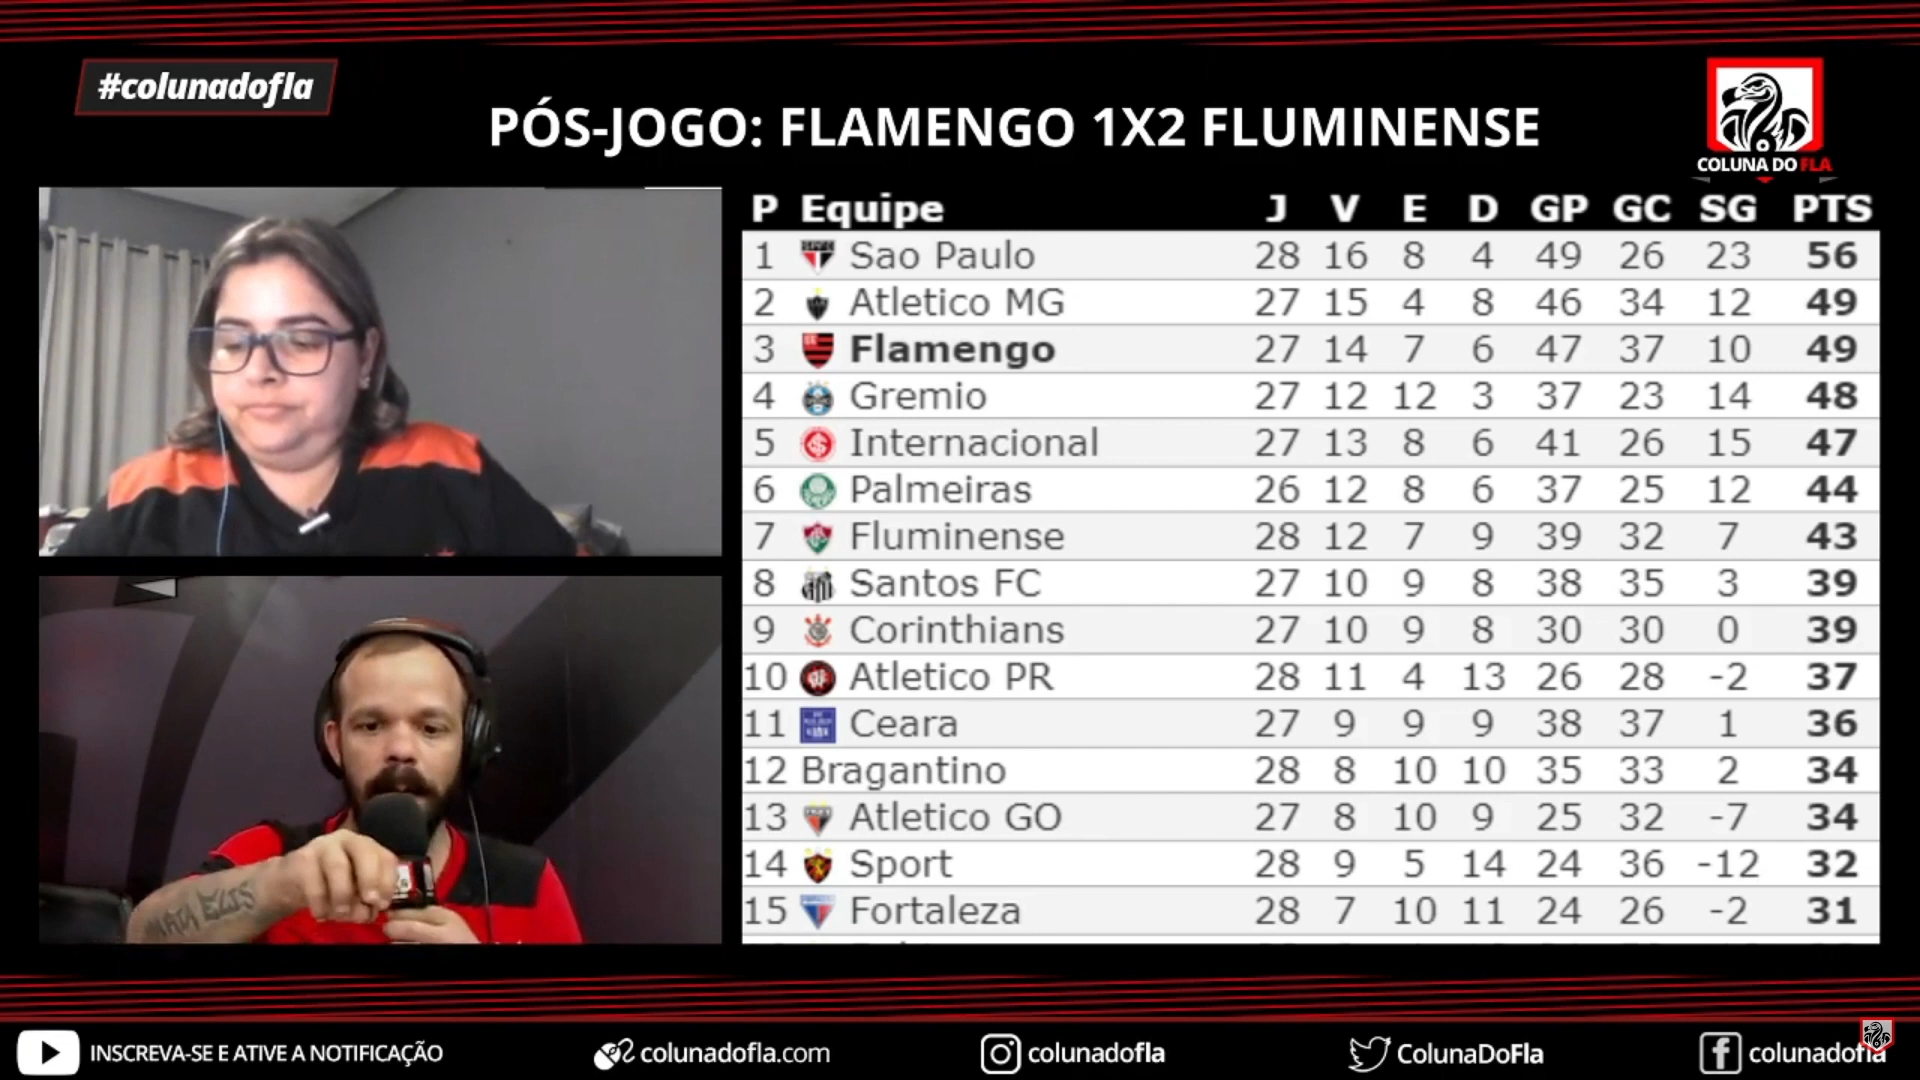 #colunadofla
PÓS-JOGO: FLAMENGO 1X2 FLUMINENSE
COLUNA DO FLA
P Equipe J V E D GP GC SG PTS
1 Sao Paulo 28 16 8 4 49 26 23 56
2 Atletico MG 27 15 4 8 46 34 12 49
3 Flamengo 27 14 7 6 47 37 10 49
4 Gremio 27 12 12 3 37 23 14 48
5 Internacional 27 13 8 6 41 26 15 47
6 Palmeiras 26 12 8 6 37 25 12 44
7 Fluminense 28 12 7 9 39 32 7 43
8 Santos FC 27 10 9 8 38 35 3 39
9 Corinthians 27 10 9 8 30 30 0 39
10 Atletico PR 28 11 4 13 26 28 -2 37
11 Ceara 27 9 9 9 38 37 1 36
12 Bragantino 28 8 10 10 35 33 2 34
13 Atletico GO 27 8 10 9 25 32 -7 34
14 Sport 28 9 5 14 24 36 -12 32
15 Fortaleza 28 7 10 11 24 26 -2 31
ELIS
INSCREVA-SE E ATIVE A NOTIFICAÇÃO
colunadofla.com
colunadofla
ColunaDoFla
colunadofla